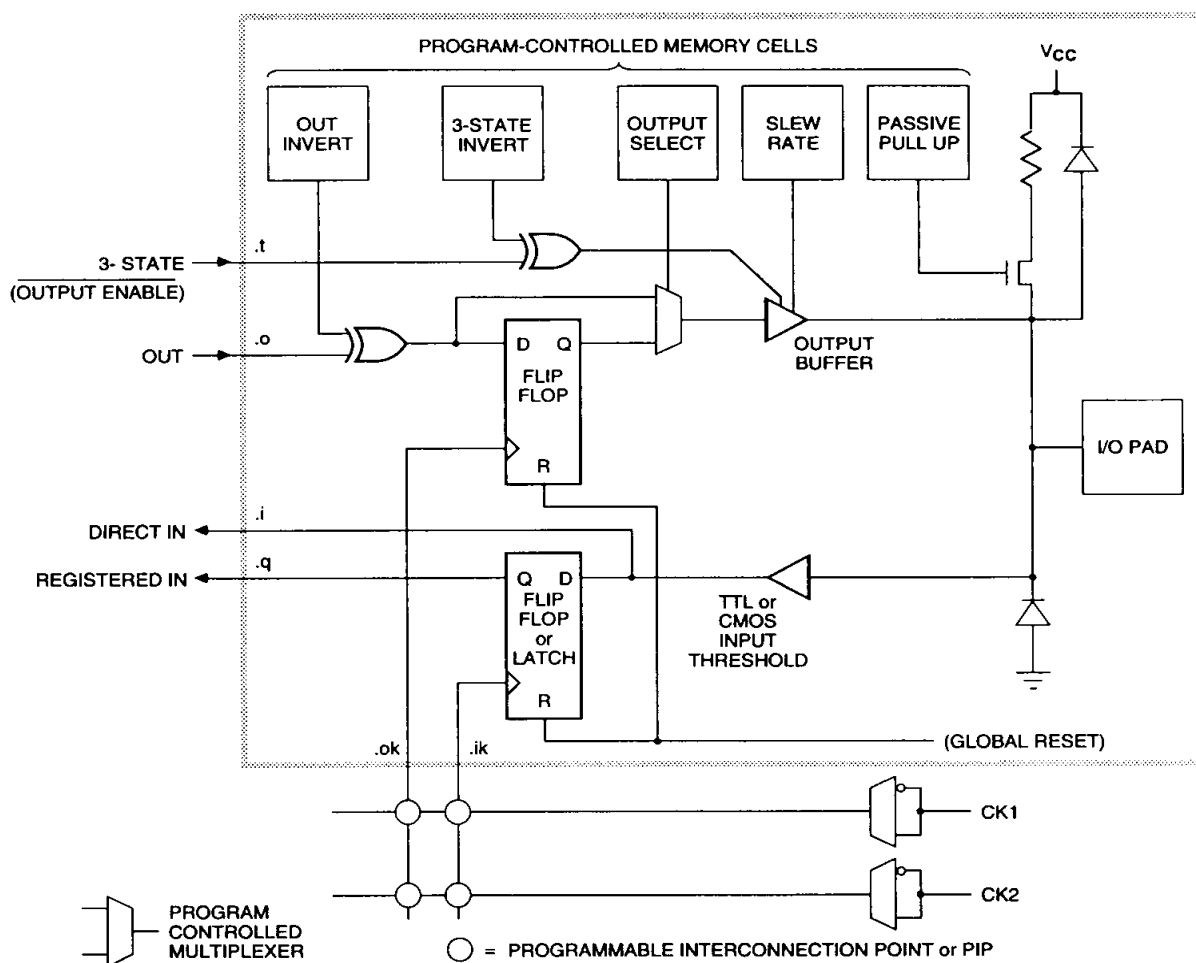 PROGRAM-CONTROLLED MEMORY CELLS
VCC
OUT
INVERT
3-STATE
INVERT
OUTPUT
SELECT
SLEW
RATE
PASSIVE
PULL UP
.t
3- STATE
(OUTPUT ENABLE)
.o
OUT
D Q
FLIP
FLOP
R
OUTPUT
BUFFER
I/O PAD
.i
DIRECT IN
.q
REGISTERED IN
Q D
FLIP
FLOP
or
LATCH
R
TTL or
CMOS
INPUT
THRESHOLD
.ok
.ik
(GLOBAL RESET)
CK1
CK2
PROGRAM
CONTROLLED
MULTIPLEXER
= PROGRAMMABLE INTERCONNECTION POINT or PIP